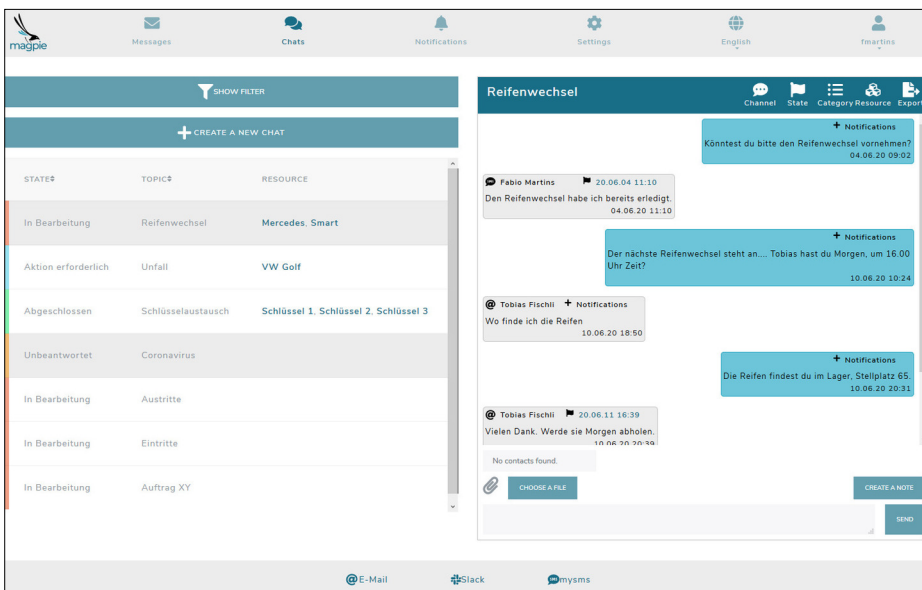 magpie
Messages
Chats
Notifications
Settings
English
fmartins
SHOW FILTER
CREATE A NEW CHAT
STATE TOPIC RESOURCE
In Bearbeitung Reifenwechsel Mercedes, Smart
Aktion erforderlich Unfall VW Golf
Abgeschlossen Schlüsselaustausch Schlüssel 1, Schlüssel 2, Schlüssel 3
Unbeantwortet Coronavirus
In Bearbeitung Austritte
In Bearbeitung Eintritte
In Bearbeitung Auftrag XY
Reifenwechsel
Channel State Category Resource Export
+ Notifications
Könntest du bitte den Reifenwechsel vornehmen?
04.06.20 09:02
Fabio Martins 20.06.04 11:10
Den Reifenwechsel habe ich bereits erledigt.
04.06.20 11:10
+ Notifications
Der nächste Reifenwechsel steht an.... Tobias hast du Morgen, um 16.00
Uhr Zeit?
10.06.20 10:24
@ Tobias Fischli + Notifications
Wo finde ich die Reifen
10.06.20 18:50
+ Notifications
Die Reifen findest du im Lager, Stellplatz 65.
10.06.20 20:31
@ Tobias Fischli 20.06.11 16:39
Vielen Dank. Werde sie Morgen abholen.
10.06.20 20:39
No contacts found.
CHOOSE A FILE
CREATE A NOTE
SEND
@E-Mail
Slack
mysms